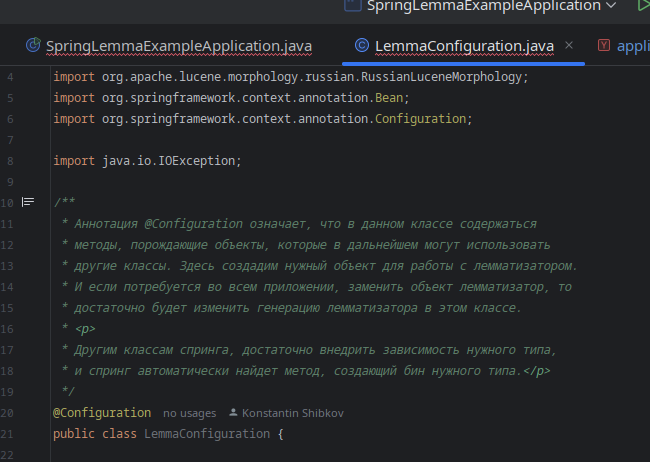 SpringLemmaExampleApplication
SpringLemmaExampleApplication.java LemmaConfiguration.java × Y appli
4 import org.apache.lucene.morphology.russian.RussianLuceneMorphology;
5 import org.springframework.context.annotation.Bean;
6 import org.springframework.context.annotation.Configuration;
7
8 import java.io.IOException;
9
10 /**
11 * Аннотация @Configuration означает, что в данном классе содержаться
12 * методы, порождающие объекты, которые в дальнейшем могут использовать
13 * другие классы. Здесь создадим нужный объект для работы с лемматизатором.
14 * И если потребуется во всем приложении, заменить объект лемматизатор, то
15 * достаточно будет изменить генерацию лемматизатора в этом классе.
16 * <p>
17 * Другим классам спринга, достаточно внедрить зависимость нужного типа,
18 * и спринг автоматически найдет метод, создающий бин нужного типа.</p>
19 */
20 @Configuration no usages Konstantin Shibkov
21 public class LemmaConfiguration {
22